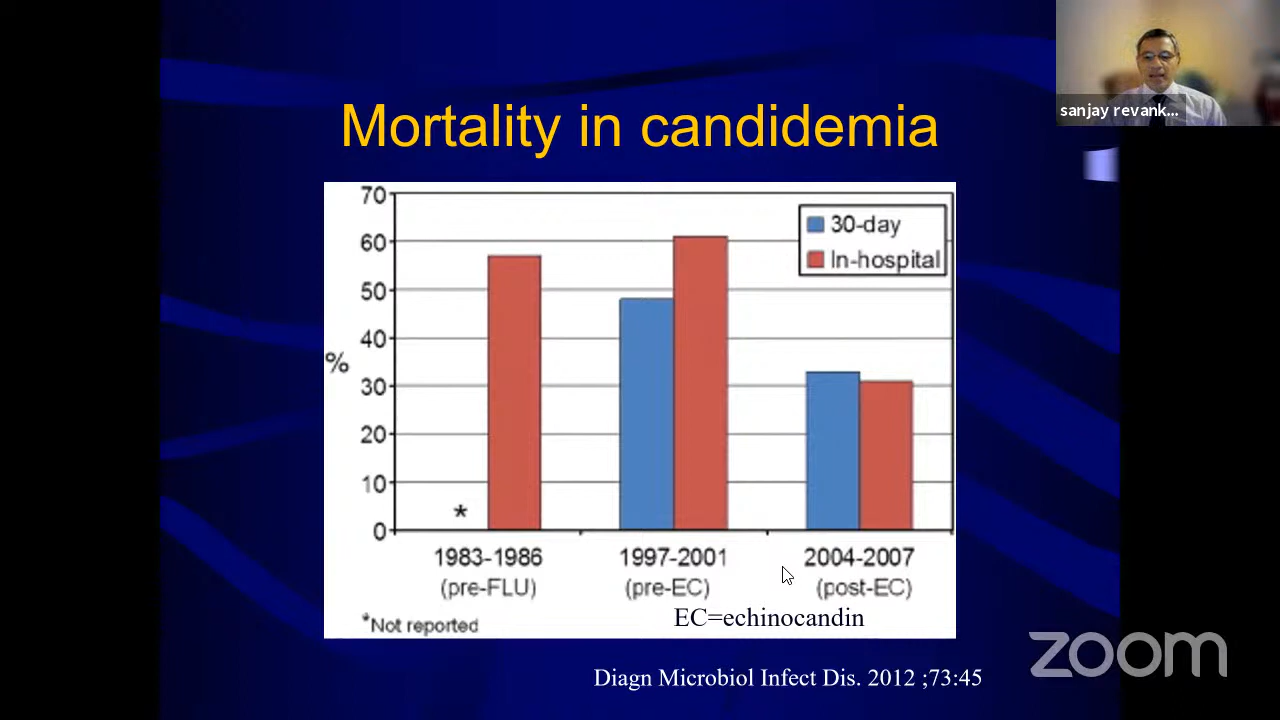 sanjay revank...
Mortality in candidemia
70
60
50
40
30
20
10
0
%
30-day
In-hospital
*
1983-1986 1997-2001 2004-2007
(pre-FLU) (pre-EC) (post-EC)
*Not reported
EC=echinocandin
Diagn Microbiol Infect Dis. 2012 ;73:45
zoom